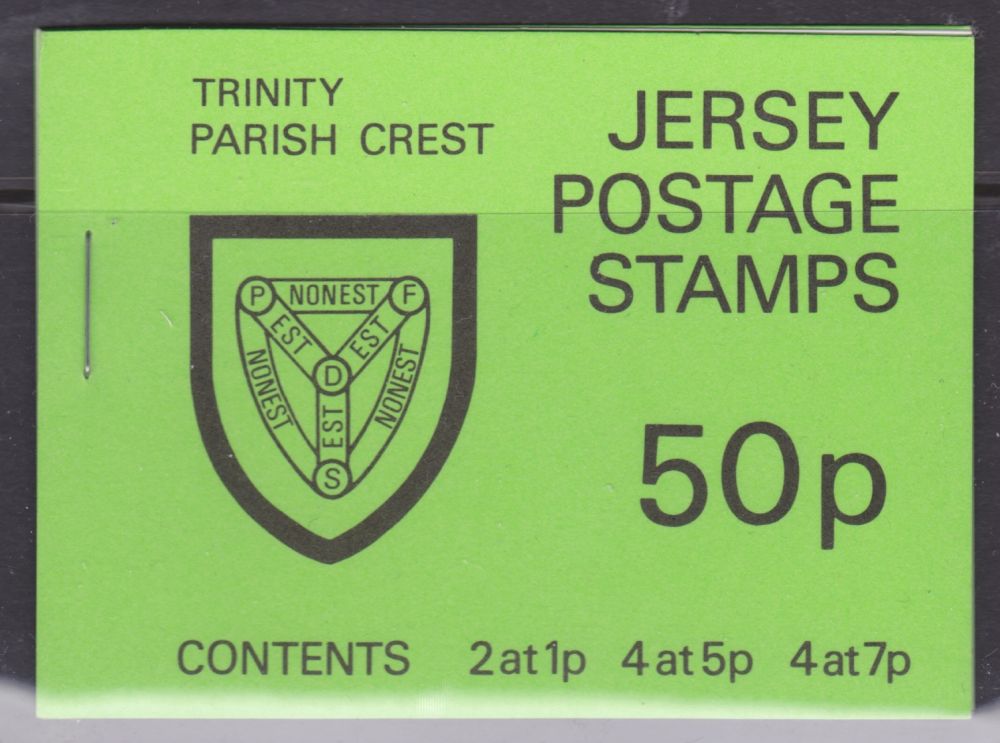 TRINITY
PARISH CREST
JERSEY
POSTAGE
STAMPS
P NONEST F
EST EST
NONEST D NONEST
EST
S
50p
CONTENTS 2at1p 4at5p 4at7p